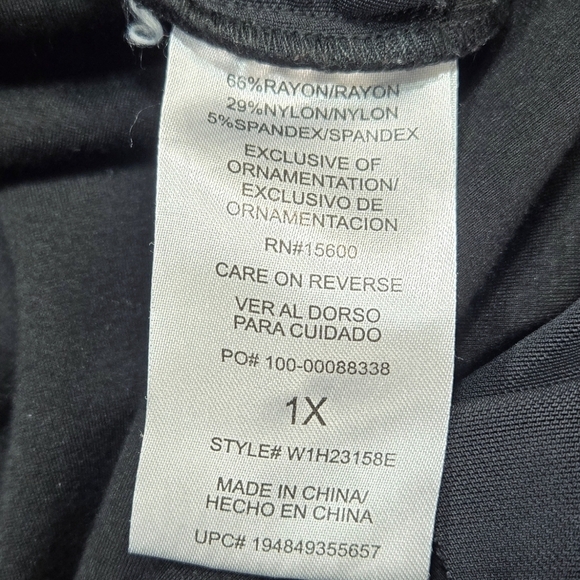 66%RAYON/RAYON
29%NYLON/NYLON
5%SPANDEX/SPANDEX
EXCLUSIVE OF
ORNAMENTATION/
EXCLUSIVO DE
ORNAMENTACION
RN#15600
CARE ON REVERSE
VER AL DORSO
PARA CUIDADO
PO# 100-00088338
1X
STYLE# W1H23158E
MADE IN CHINA/
HECHO EN CHINA
UPC# 194849355657